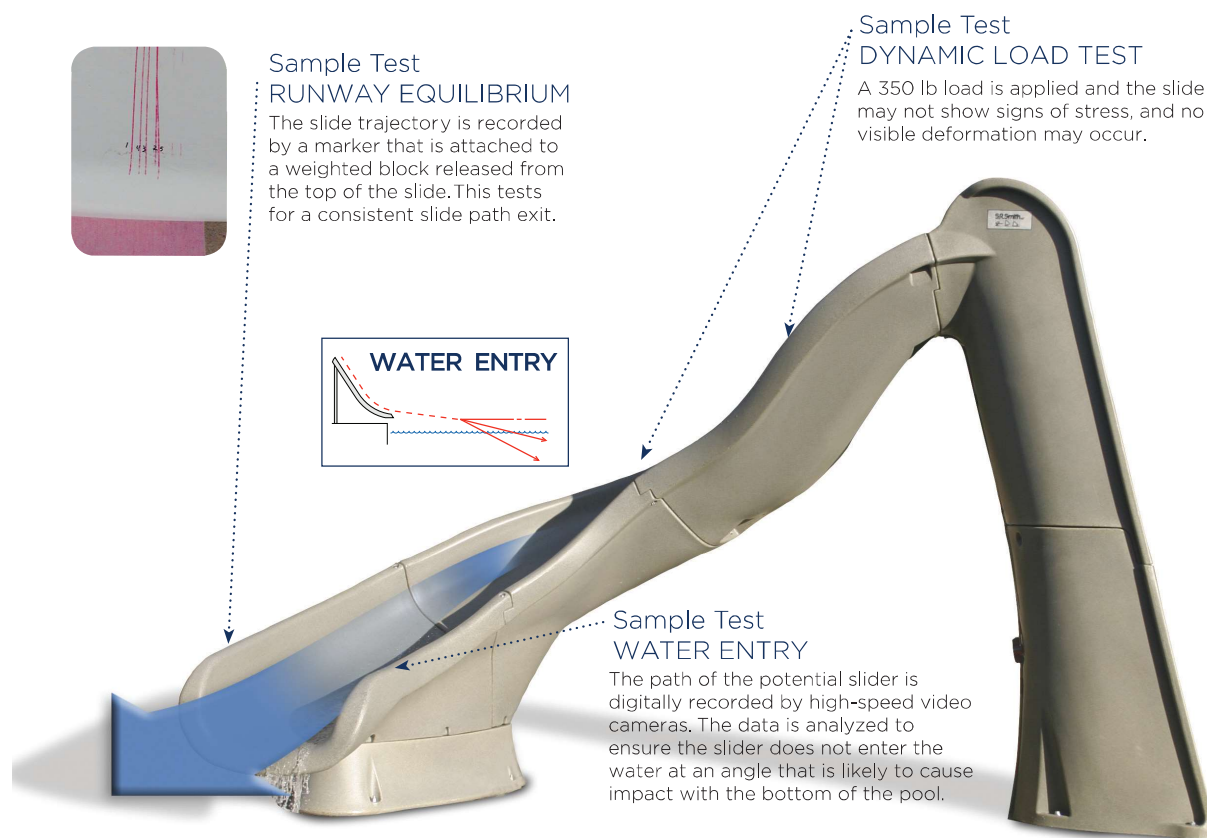 Sample Test
RUNWAY EQUILIBRIUM
The slide trajectory is recorded
by a marker that is attached to
a weighted block released from
the top of the slide. This tests
for a consistent slide path exit.
Sample Test
DYNAMIC LOAD TEST
A 350 lb load is applied and the slide
may not show signs of stress, and no
visible deformation may occur.
S.R.Smith
WATER ENTRY
Sample Test
WATER ENTRY
The path of the potential slider is
digitally recorded by high-speed video
cameras. The data is analyzed to
ensure the slider does not enter the
water at an angle that is likely to cause
impact with the bottom of the pool.